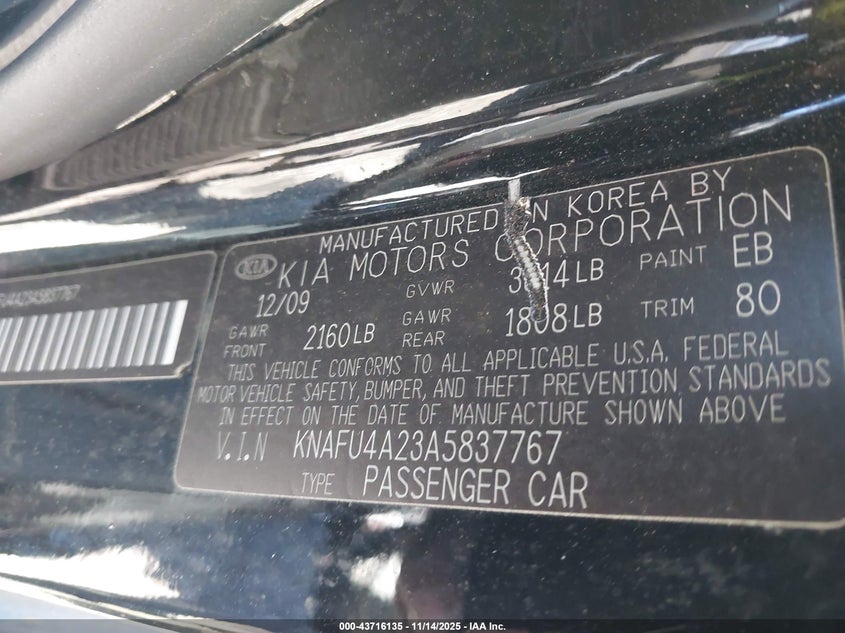 MANUFACTURED IN KOREA BY
KIA KIA MOTORS CORPORATION
12/09 GVWR LB PAINT EB
GAWR FRONT 2160LB GAWR REAR 1808LB TRIM 80
THIS VEHICLE CONFORMS TO ALL APPLICABLE U.S.A. FEDERAL
MOTOR VEHICLE SAFETY, BUMPER, AND THEFT PREVENTION STANDARDS
IN EFFECT ON THE DATE OF MANUFACTURE SHOWN ABOVE
V.I.N KNAFU4A23A5837767
TYPE PASSENGER CAR
000-43716135 - 11/14/2025 - IAA Inc.